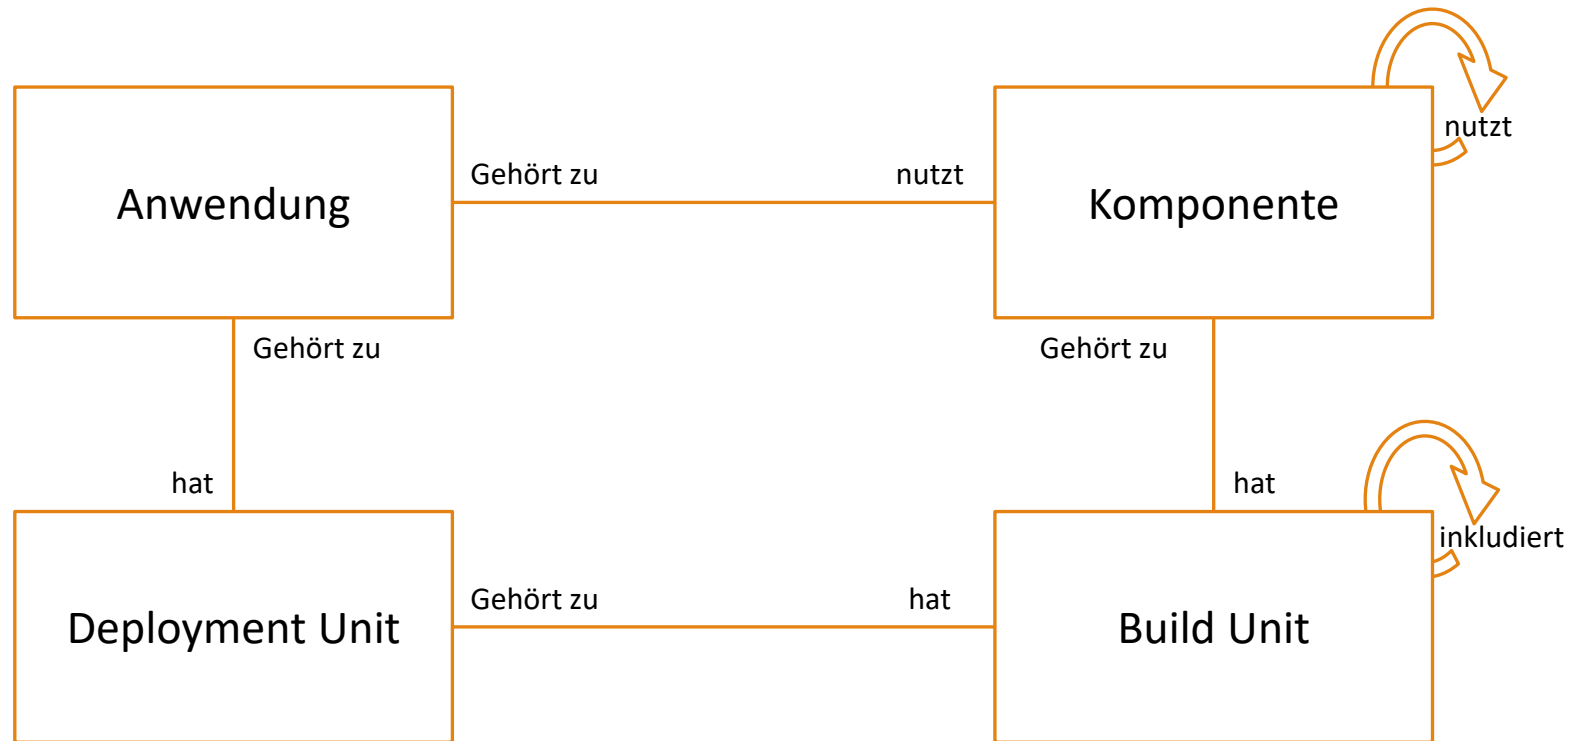 nutzt
Gehört zu
nutzt
Anwendung
Komponente
Gehört zu
Gehört zu
hat
hat
inkludiert
Gehört zu
hat
Deployment Unit
Build Unit